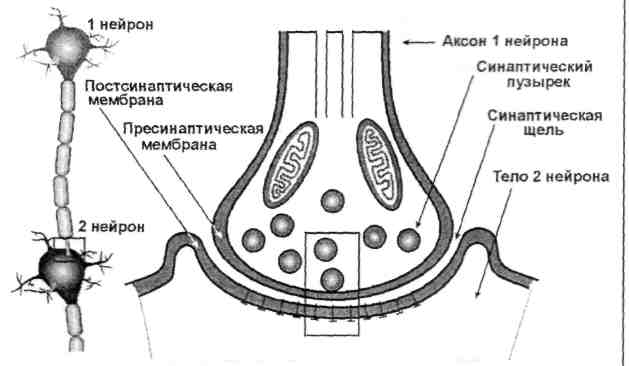 1 нейрон
Аксон 1 нейрона
Постсинаптическая
мембрана
Синаптический
пузырек
Пресинаптическая
мембрана
Синаптическая
щель
Тело 2 нейрона
2 нейрон